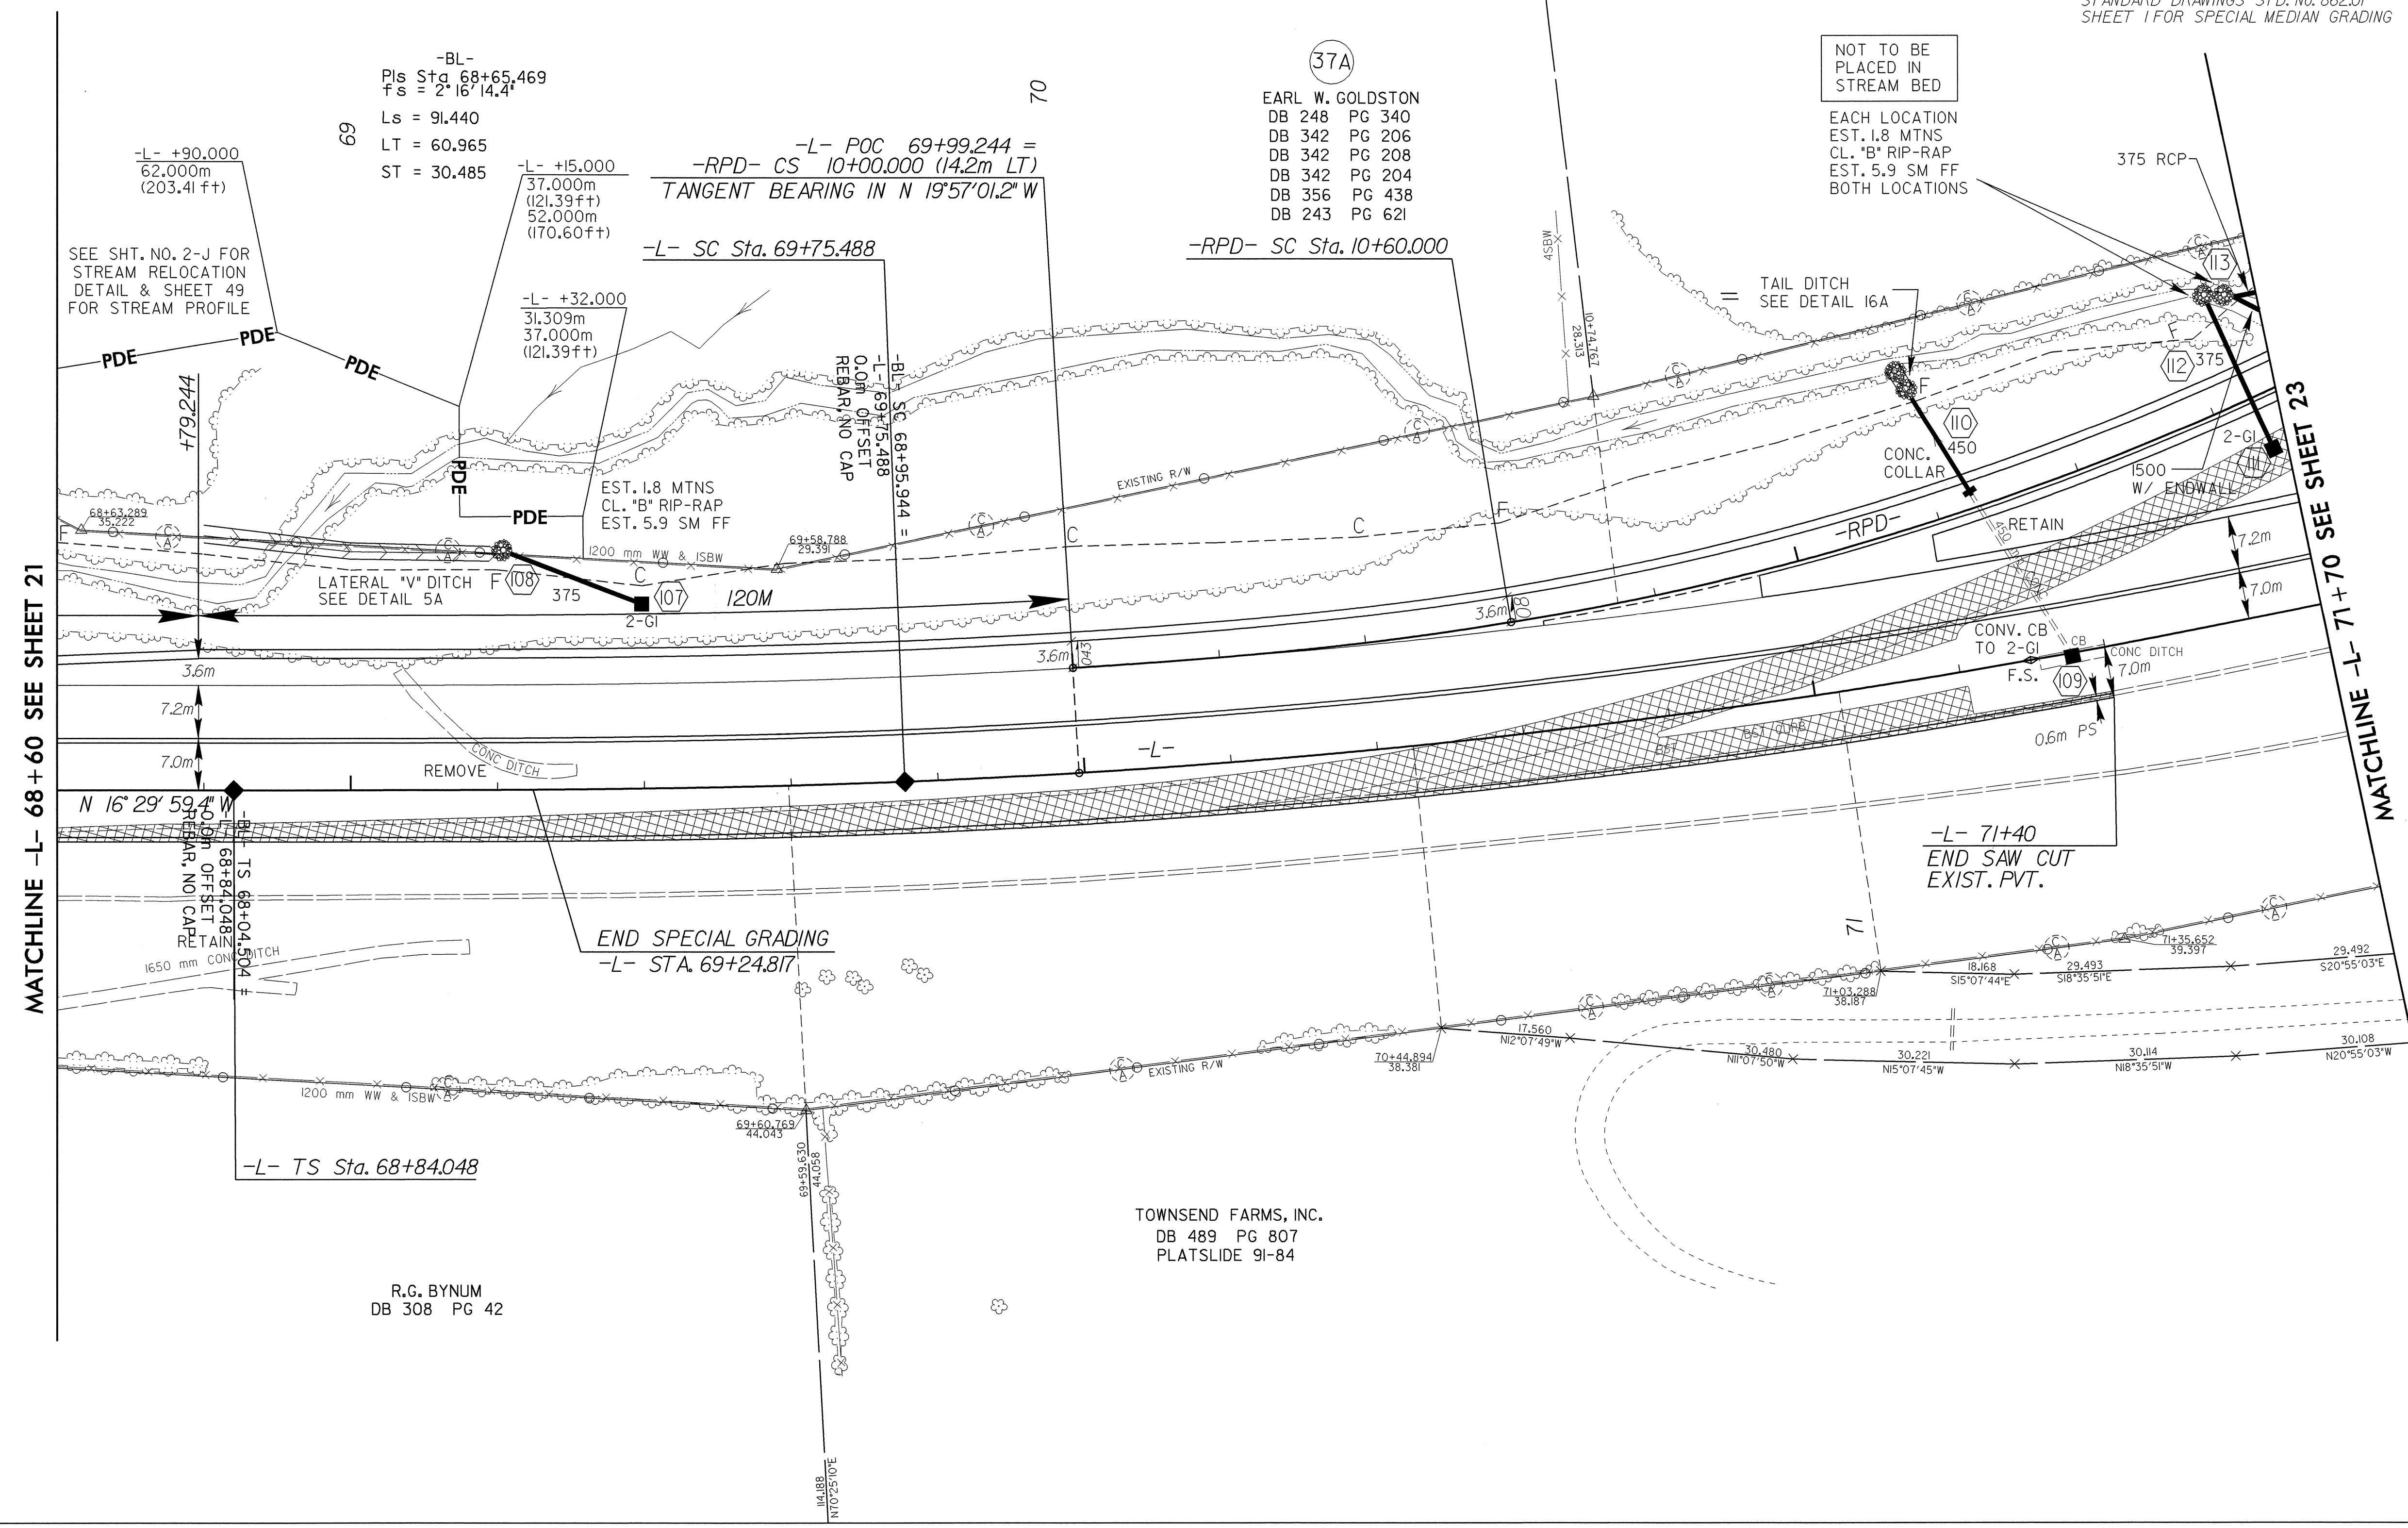 STANDARD DRAWINGS STD. No. 862.01
SHEET 1 FOR SPECIAL MEDIAN GRADING
-BL-
PIs Sta 68+65.469
fs = 2° 16' 14.4"
Ls = 91.440
LT = 60.965
ST = 30.485
69
70
-L- +90.000
62.000m
(203.41 ft)
-L- +15.000
37.000m
(121.39ft)
52.000m
(170.60ft)
-L- POC 69+99.244 =
-RPD- CS 10+00.000 (14.2m LT)
TANGENT BEARING IN N 19°57'01.2" W
37A
EARL W. GOLDSTON
DB 248 PG 340
DB 342 PG 206
DB 342 PG 208
DB 342 PG 204
DB 356 PG 438
DB 243 PG 621
NOT TO BE
PLACED IN
STREAM BED
EACH LOCATION
EST. 1.8 MTNS
CL. "B" RIP-RAP
EST. 5.9 SM FF
BOTH LOCATIONS
375 RCP
SEE SHT. NO. 2-J FOR
STREAM RELOCATION
DETAIL & SHEET 49
FOR STREAM PROFILE
-L- SC Sta. 69+75.488
-RPD- SC Sta. 10+60.000
-L- +32.000
31.309m
37.000m
(121.39ft)
PDE
PDE
PDE
PDE
PDE
+79.244
TAIL DITCH
SEE DETAIL 16A
4SBW
10+74.767
28.313
-BL- SC 68+95.944 =
-L- 69+75.488
0.0m OFFSET
REBAR, NO CAP
EST. 1.8 MTNS
CL. "B" RIP-RAP
EST. 5.9 SM FF
EXISTING R/W
68+63.289
35.222
69+58.788
29.391
1200 mm WW & 1SBW
LATERAL "V" DITCH
SEE DETAIL 5A
F
F
C
C
C
F
F
F
108
375
107
2-GI
120M
113
112
375
110
450
CONC.
COLLAR
2-GI
111
1500
W/ ENDWALL
RETAIN
-RPD-
3.6m
3.6m
3.6m
7.2m
7.0m
7.2m
7.0m
CONV. CB
TO 2-GI
CB
CONC DITCH
F.S.
109
7.0m
0.6m PS
BST
BST CURB
-L-
REMOVE
CONC DITCH
N 16° 29' 59.4" W
-BL- TS 68+04.504 =
-L- 68+84.048
0.0m OFFSET
REBAR, NO CAP
RETAIN
1650 mm CONC DITCH
END SPECIAL GRADING
-L- STA. 69+24.817
-L- 71+40
END SAW CUT
EXIST. PVT.
71
71+35.652
39.397
71+03.288
38.187
18.168
S15°07'44"E
29.493
S18°35'51"E
29.492
S20°55'03"E
70+44.894
38.381
17.560
N12°07'49"W
30.480
N11°07'50"W
30.221
N15°07'45"W
30.114
N18°35'51"W
30.108
N20°55'03"W
EXISTING R/W
1200 mm WW & 1SBW
69+60.769
44.043
69+59.630
44.058
-L- TS Sta. 68+84.048
TOWNSEND FARMS, INC.
DB 489 PG 807
PLATSLIDE 91-84
R.G. BYNUM
DB 308 PG 42
114.188
N70°25'10"E
MATCHLINE -L- 68+60 SEE SHEET 21
MATCHLINE -L- 71+70 SEE SHEET 23